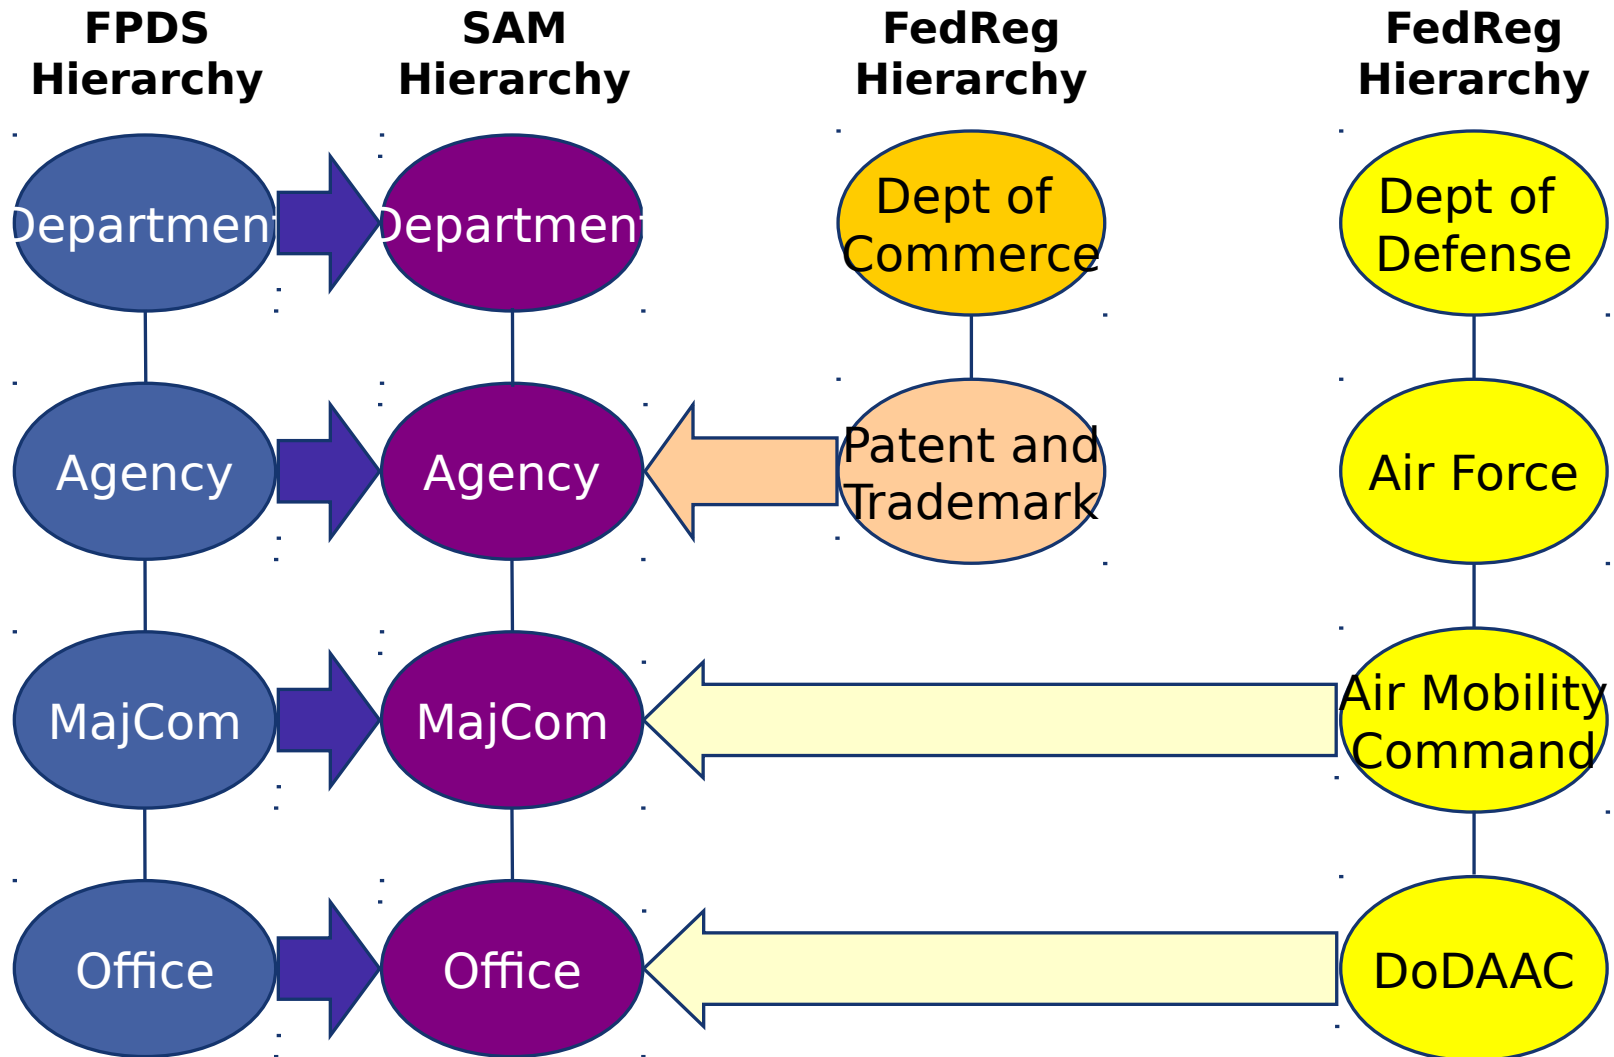 FPDS
Hierarchy
SAM
Hierarchy
FedReg
Hierarchy
FedReg
Hierarchy
Department
Department
Dept of
Commerce
Dept of
Defense
Agency
Agency
Patent and
Trademark
Air Force
MajCom
MajCom
Air Mobility
Command
Office
Office
DoDAAC